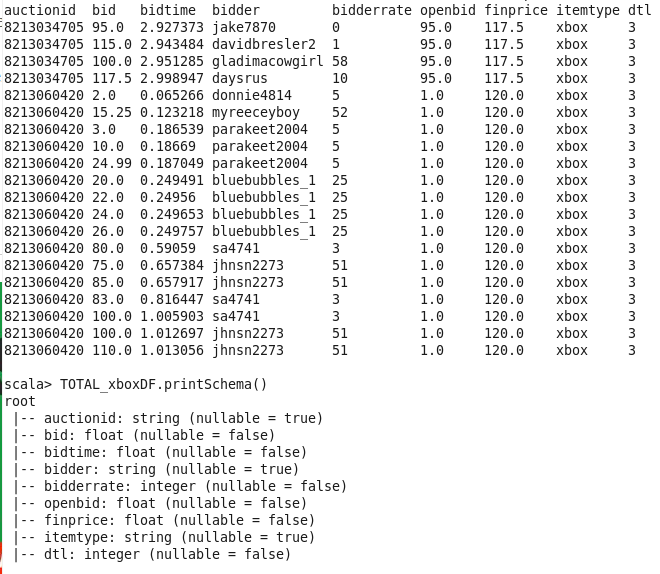 auctionid bid bidtime bidder bidderrate openbid finprice itemtype dtl
8213034705 95.0 2.927373 jake7870 0 95.0 117.5 xbox 3
8213034705 115.0 2.943484 davidbresler2 1 95.0 117.5 xbox 3
8213034705 100.0 2.951285 gladimacowgirl 58 95.0 117.5 xbox 3
8213034705 117.5 2.998947 daysrus 10 95.0 117.5 xbox 3
8213060420 2.0 0.065266 donnie4814 5 1.0 120.0 xbox 3
8213060420 15.25 0.123218 myreeceyboy 52 1.0 120.0 xbox 3
8213060420 3.0 0.186539 parakeet2004 5 1.0 120.0 xbox 3
8213060420 10.0 0.18669 parakeet2004 5 1.0 120.0 xbox 3
8213060420 24.99 0.187049 parakeet2004 5 1.0 120.0 xbox 3
8213060420 20.0 0.249491 bluebubbles_1 25 1.0 120.0 xbox 3
8213060420 22.0 0.24956 bluebubbles_1 25 1.0 120.0 xbox 3
8213060420 24.0 0.249653 bluebubbles_1 25 1.0 120.0 xbox 3
8213060420 26.0 0.249757 bluebubbles_1 25 1.0 120.0 xbox 3
8213060420 80.0 0.59059 sa4741 3 1.0 120.0 xbox 3
8213060420 75.0 0.657384 jhnsn2273 51 1.0 120.0 xbox 3
8213060420 85.0 0.657917 jhnsn2273 51 1.0 120.0 xbox 3
8213060420 83.0 0.816447 sa4741 3 1.0 120.0 xbox 3
8213060420 100.0 1.005903 sa4741 3 1.0 120.0 xbox 3
8213060420 100.0 1.012697 jhnsn2273 51 1.0 120.0 xbox 3
8213060420 110.0 1.013056 jhnsn2273 51 1.0 120.0 xbox 3
scala> TOTAL_xboxDF.printSchema()
root
|-- auctionid: string (nullable = true)
|-- bid: float (nullable = false)
|-- bidtime: float (nullable = false)
|-- bidder: string (nullable = true)
|-- bidderrate: integer (nullable = false)
|-- openbid: float (nullable = false)
|-- finprice: float (nullable = false)
|-- itemtype: string (nullable = true)
|-- dtl: integer (nullable = false)